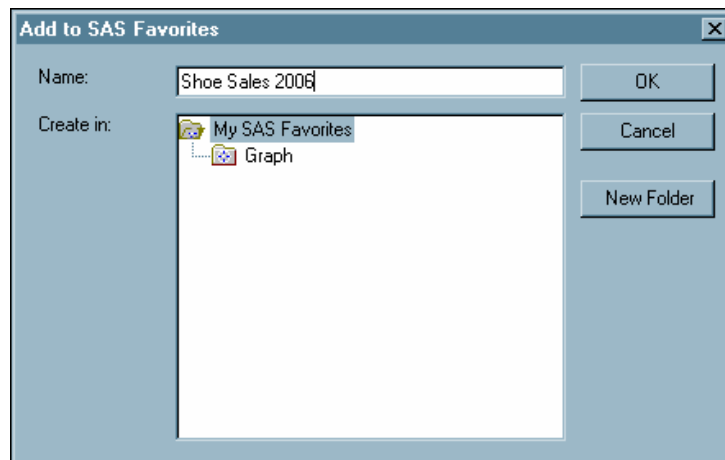 Add to SAS Favorites
Name:
Shoe Sales 2006
OK
Create in:
My SAS Favorites
Graph
Cancel
New Folder